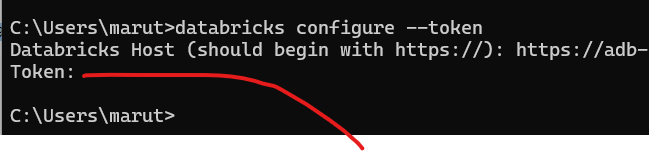 C:\Users\marut>databricks configure --token
Databricks Host (should begin with https://): https://adb-
Token:
C:\Users\marut>